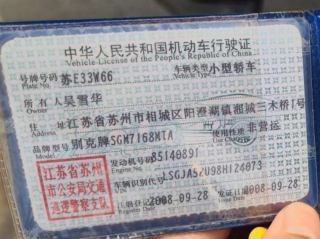 中华人民共和国机动车行驶证
Vehicle License of the People's Republic of China
号牌号码 苏E33W66 车辆类型 小型轿车
Plate No. Vehicle Type
所有人 吴雪华
住址 江苏省苏州市相城区阳澄湖镇湘城三木桥1号
品牌型号 别克牌SGM7168MTA 使用性质 非营运
发动机号码 85140891
江苏省苏州
市公安局交通
巡逻警察支队
车辆识别代号
注册日期 2008-09-28 发证日期 2008-09-28